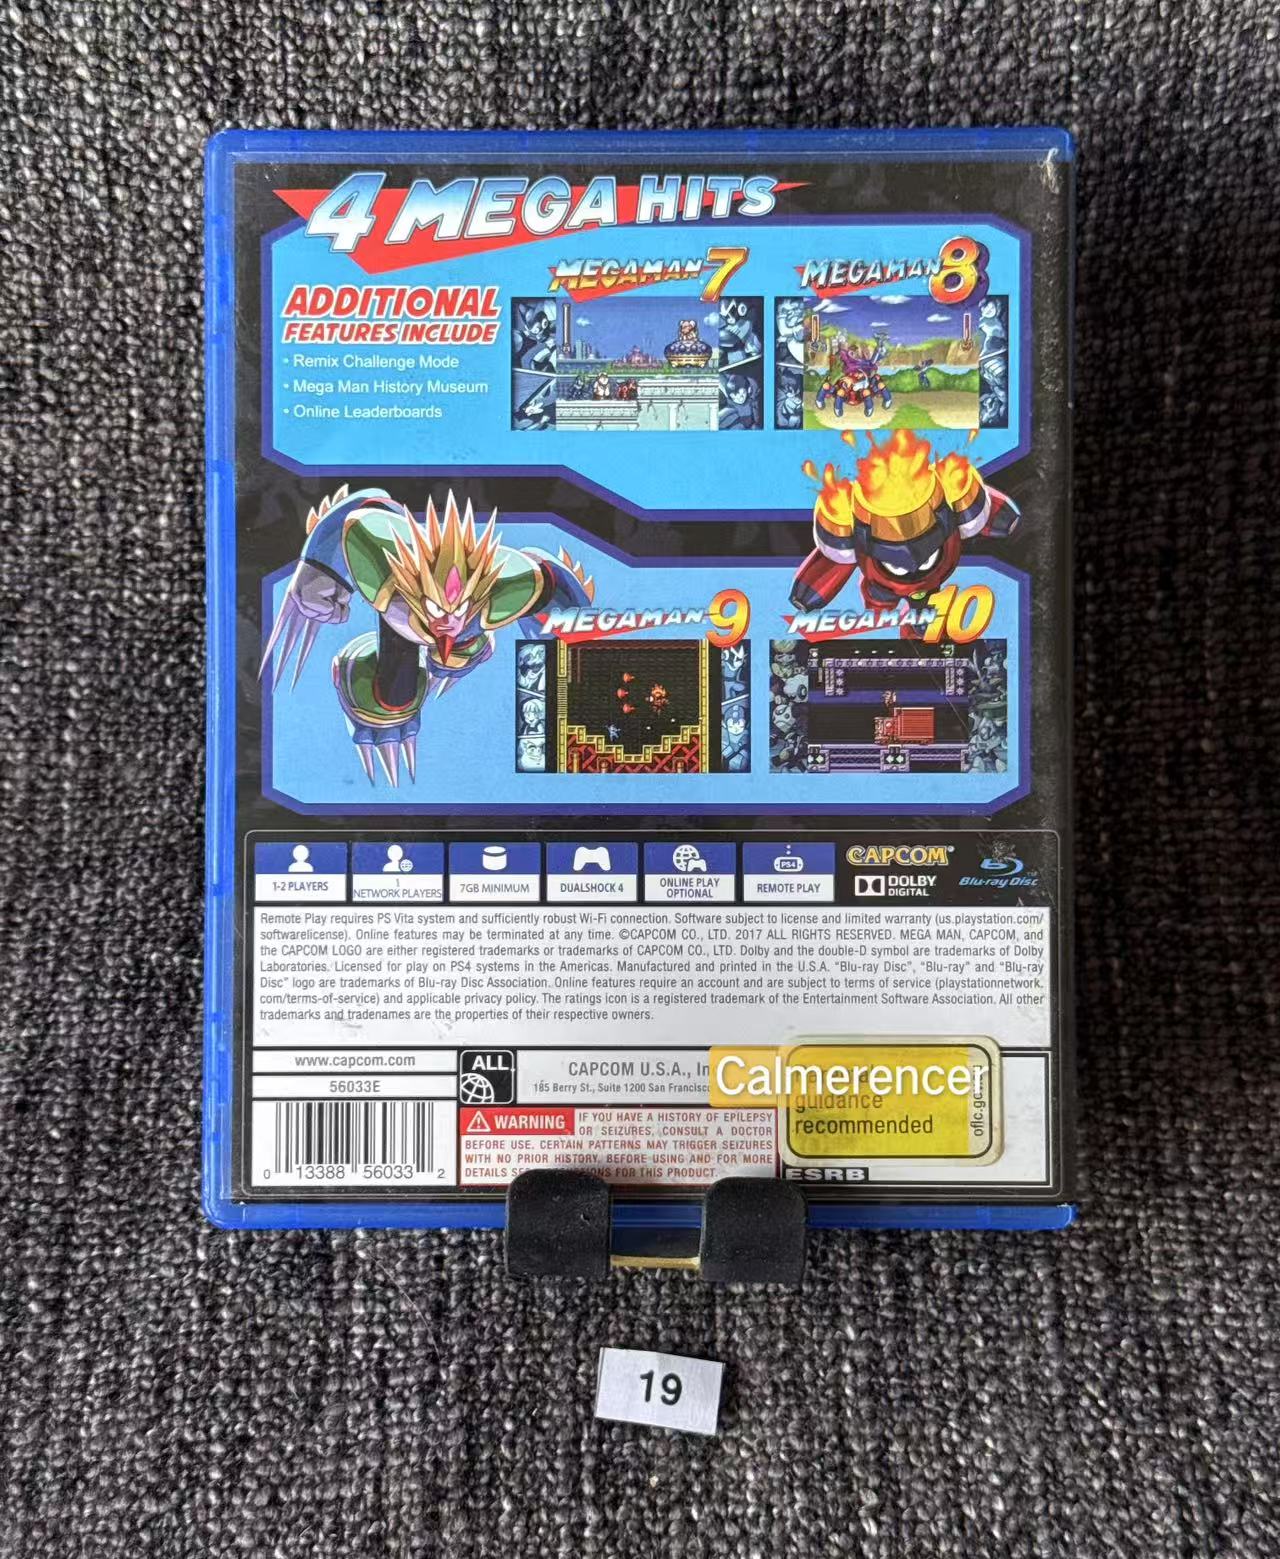 4 MEGA HITS
MEGAMAN 7
MEGAMAN 8
ADDITIONAL
FEATURES INCLUDE
• Remix Challenge Mode
• Mega Man History Museum
• Online Leaderboards
MEGAMAN 9
MEGAMAN 10
1-2 PLAYERS
1
NETWORK PLAYERS
7GB MINIMUM
DUALSHOCK 4
ONLINE PLAY
OPTIONAL
PS4
REMOTE PLAY
CAPCOM
DOLBY
DIGITAL
Blu-ray Disc
Remote Play requires PS Vita system and sufficiently robust Wi-Fi connection. Software subject to license and limited warranty (us.playstation.com/
softwarelicense). Online features may be terminated at any time. ©CAPCOM CO., LTD. 2017 ALL RIGHTS RESERVED. MEGA MAN, CAPCOM, and
the CAPCOM LOGO are either registered trademarks or trademarks of CAPCOM CO., LTD. Dolby and the double-D symbol are trademarks of Dolby
Laboratories. Licensed for play on PS4 systems in the Americas. Manufactured and printed in the U.S.A. “Blu-ray Disc”, “Blu-ray” and “Blu-ray
Disc” logo are trademarks of Blu-ray Disc Association. Online features require an account and are subject to terms of service (playstationnetwork.
com/terms-of-service) and applicable privacy policy. The ratings icon is a registered trademark of the Entertainment Software Association. All other
trademarks and tradenames are the properties of their respective owners.
www.capcom.com
56033E
0 13388 56033 2
ALL
CAPCOM U.S.A., In
185 Berry St., Suite 1200 San Francisco
WARNING
IF YOU HAVE A HISTORY OF EPILEPSY
OR SEIZURES, CONSULT A DOCTOR
BEFORE USE. CERTAIN PATTERNS MAY TRIGGER SEIZURES
WITH NO PRIOR HISTORY. BEFORE USING AND FOR MORE
DETAILS SE FOR THIS PRODUCT.
Calmerencer
guidance
recommended
oflc.gov
ESRB
19